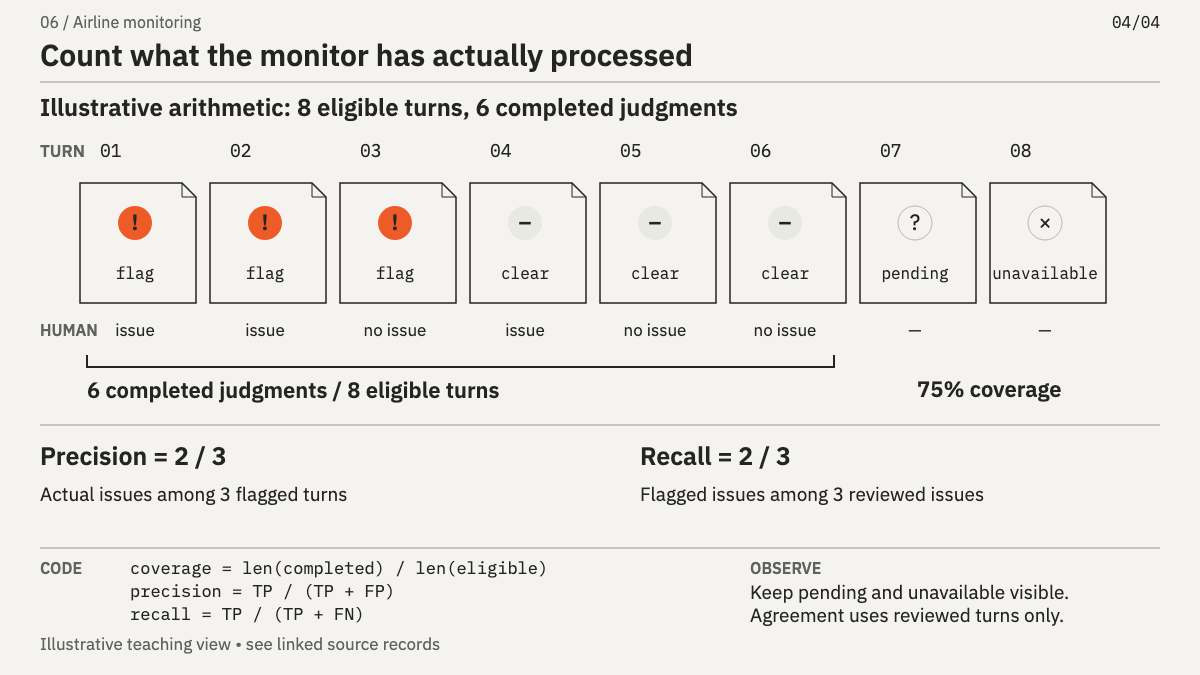 06 / Airline monitoring
04/04
Count what the monitor has actually processed
Illustrative arithmetic: 8 eligible turns, 6 completed judgments
TURN 01 02 03 04 05 06 07 08
! ! ! – – – ? ×
flag flag flag clear clear clear pending unavailable
HUMAN issue issue no issue issue no issue no issue — —
6 completed judgments / 8 eligible turns
75% coverage
Precision = 2 / 3
Actual issues among 3 flagged turns
Recall = 2 / 3
Flagged issues among 3 reviewed issues
CODE
coverage = len(completed) / len(eligible)
precision = TP / (TP + FP)
recall = TP / (TP + FN)
OBSERVE
Keep pending and unavailable visible.
Agreement uses reviewed turns only.
Illustrative teaching view • see linked source records